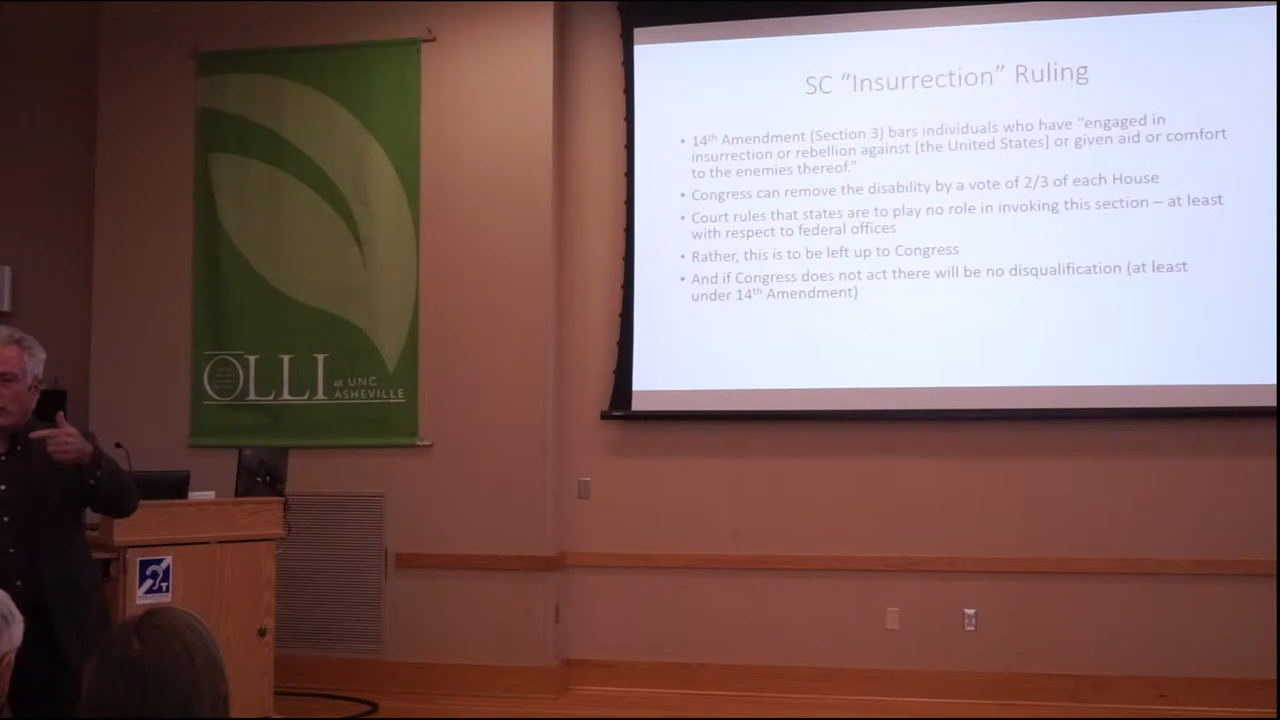 SC “Insurrection” Ruling
• 14th Amendment (Section 3) bars individuals who have “engaged in
insurrection or rebellion against [the United States] or given aid or comfort
to the enemies thereof.”
• Congress can remove the disability by a vote of 2/3 of each House
• Court rules that states are to play no role in invoking this section – at least
with respect to federal offices
• Rather, this is to be left up to Congress
• And if Congress does not act there will be no disqualification (at least
under 14th Amendment)
OLLI at UNC
ASHEVILLE
T